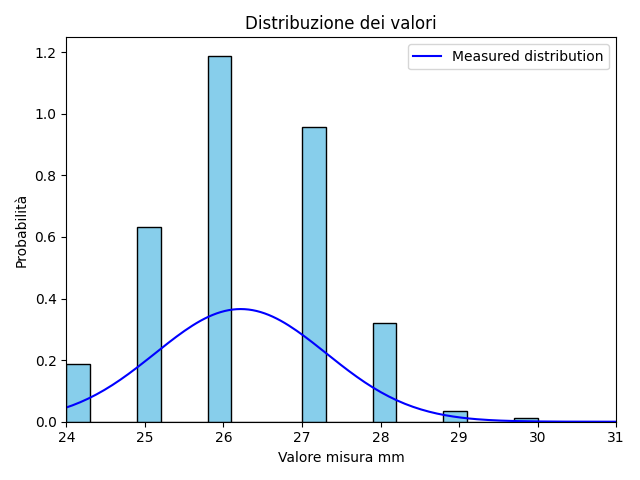 Distribuzione dei valori
Measured distribution
Probabilità
1.2
1.0
0.8
0.6
0.4
0.2
0.0
24 25 26 27 28 29 30 31
Valore misura mm